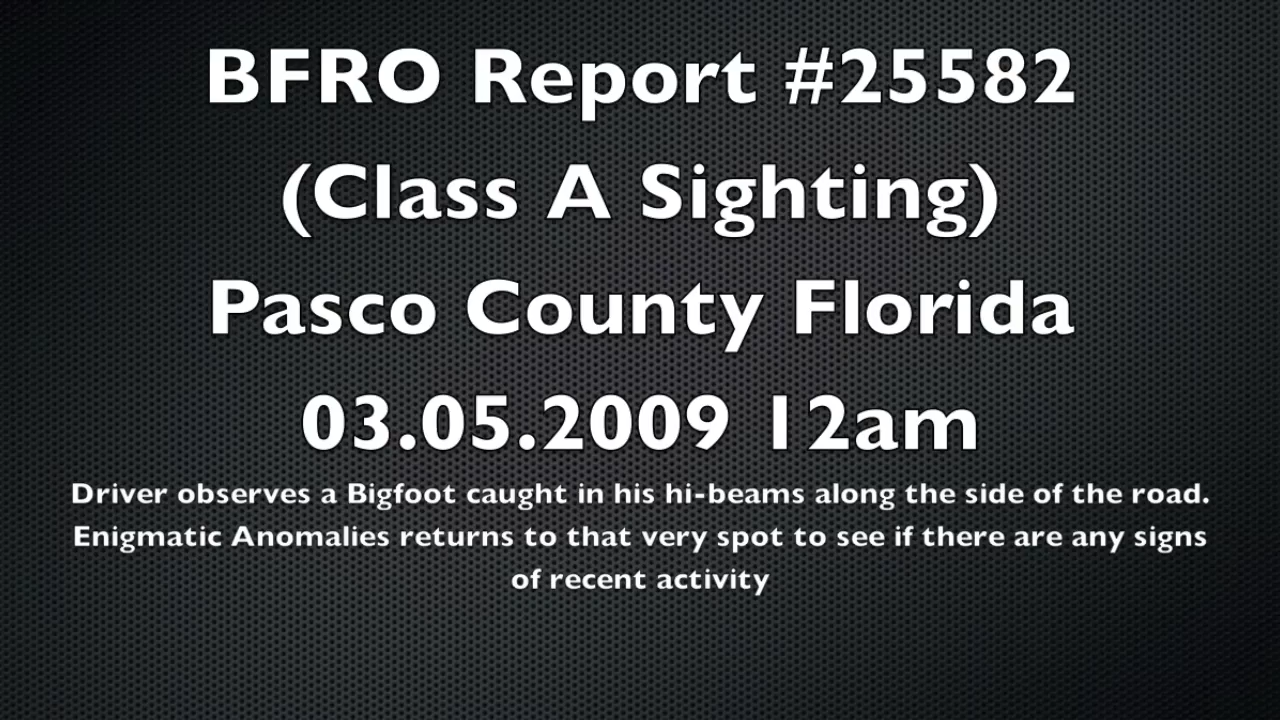 BFRO Report #25582
(Class A Sighting)
Pasco County Florida
03.05.2009 12am
Driver observes a Bigfoot caught in his hi-beams along the side of the road.
Enigmatic Anomalies returns to that very spot to see if there are any signs
of recent activity